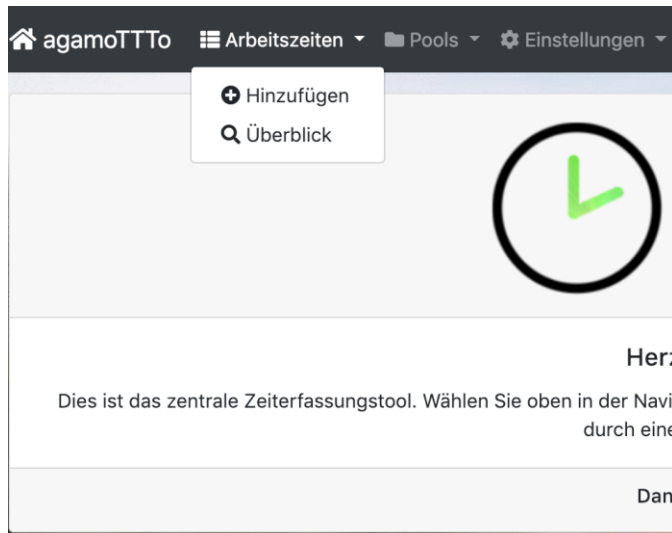 agamoTTTo Arbeitszeiten Pools Einstellungen
Hinzufügen
Überblick
Dies ist das zentrale Zeiterfassungstool. Wählen Sie oben in der
durch